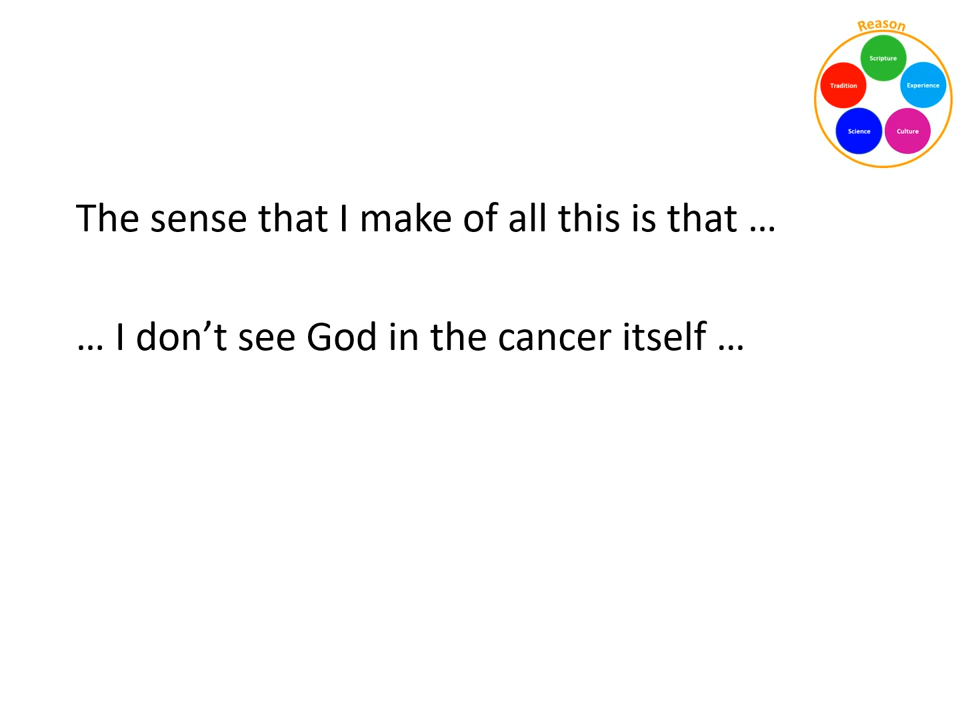 Reason
Scripture
Tradition
Experience
Science
Culture
The sense that I make of all this is that …
… I don’t see God in the cancer itself …